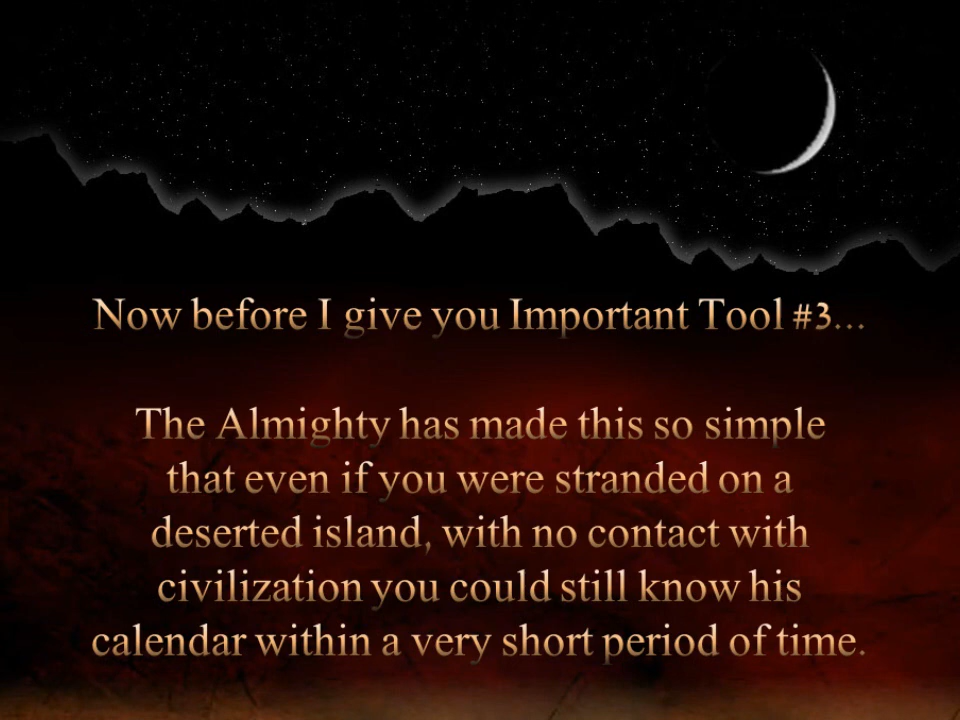 Now before I give you Important Tool #3...
The Almighty has made this so simple
that even if you were stranded on a
deserted island, with no contact with
civilization you could still know his
calendar within a very short period of time.